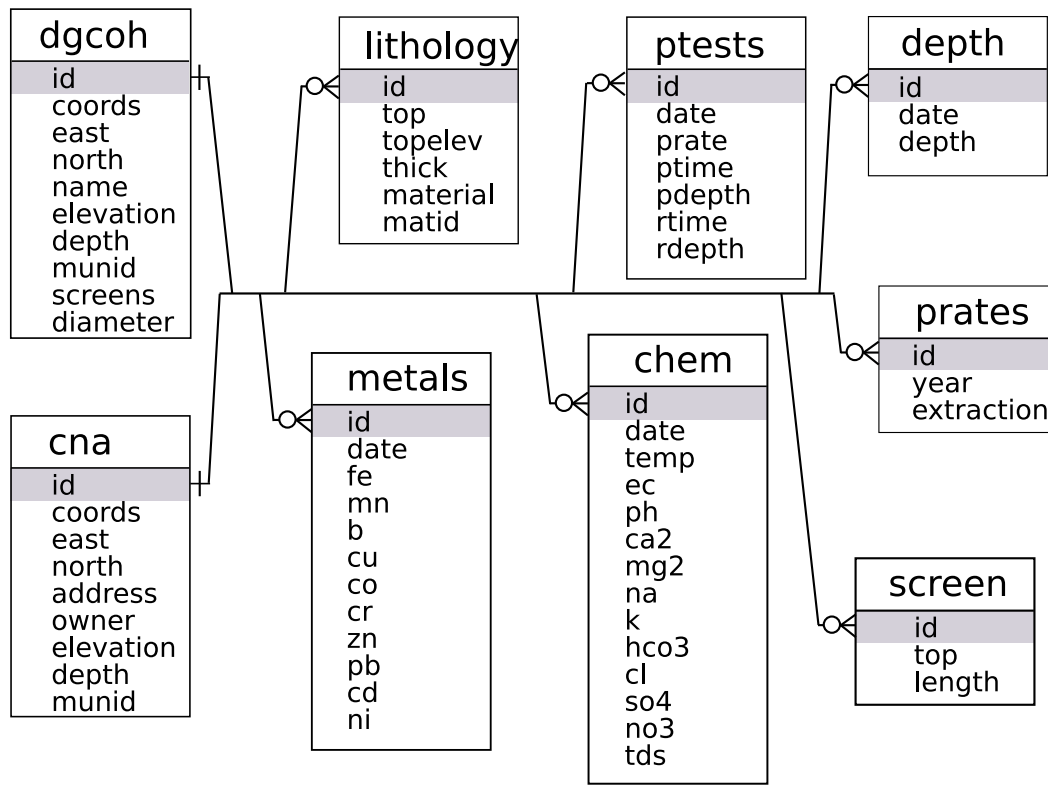 dgcoh
id
coords
east
north
name
elevation
depth
munid
screens
diameter
lithology
id
top
topelev
thick
material
matid
ptests
id
date
prate
ptime
pdepth
rtime
rdepth
depth
id
date
depth
prates
id
year
extraction
cna
id
coords
east
north
address
owner
elevation
depth
munid
metals
id
date
fe
mn
b
cu
co
cr
zn
pb
cd
ni
chem
id
date
temp
ec
ph
ca2
mg2
na
k
hco3
cl
so4
no3
tds
screen
id
top
length